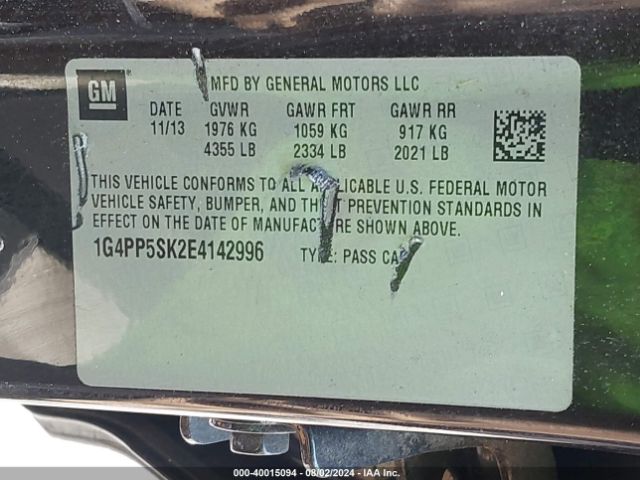 GM
MFD BY GENERAL MOTORS LLC
DATE GVWR GAWR FRT GAWR RR
11/13 1976 KG 1059 KG 917 KG
4355 LB 2334 LB 2021 LB
THIS VEHICLE CONFORMS TO ALL APPLICABLE U.S. FEDERAL MOTOR
VEHICLE SAFETY, BUMPER, AND THEFT PREVENTION STANDARDS IN
EFFECT ON THE DATE OF MANUFACTURE SHOWN ABOVE.
1G4PP5SK2E4142996 TYPE: PASS CAR
000-40015094 - 08/02/2024 - IAA Inc.